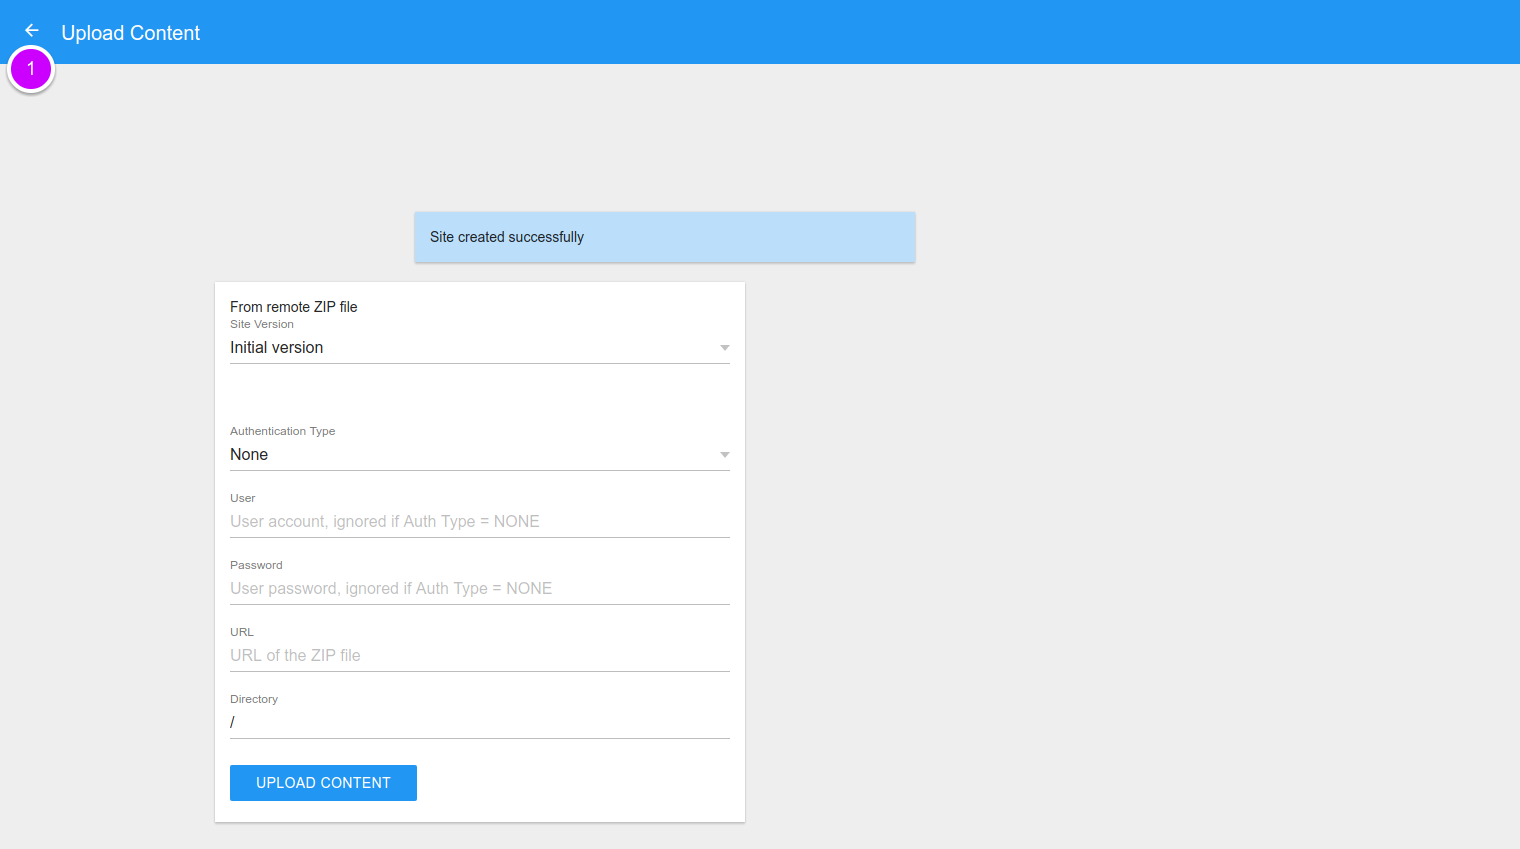 Upload Content
1
Site created successfully
From remote ZIP file
Site Version
Initial version
Authentication Type
None
User
User account, ignored if Auth Type = NONE
Password
User password, ignored if Auth Type = NONE
URL
URL of the ZIP file
Directory
/
UPLOAD CONTENT